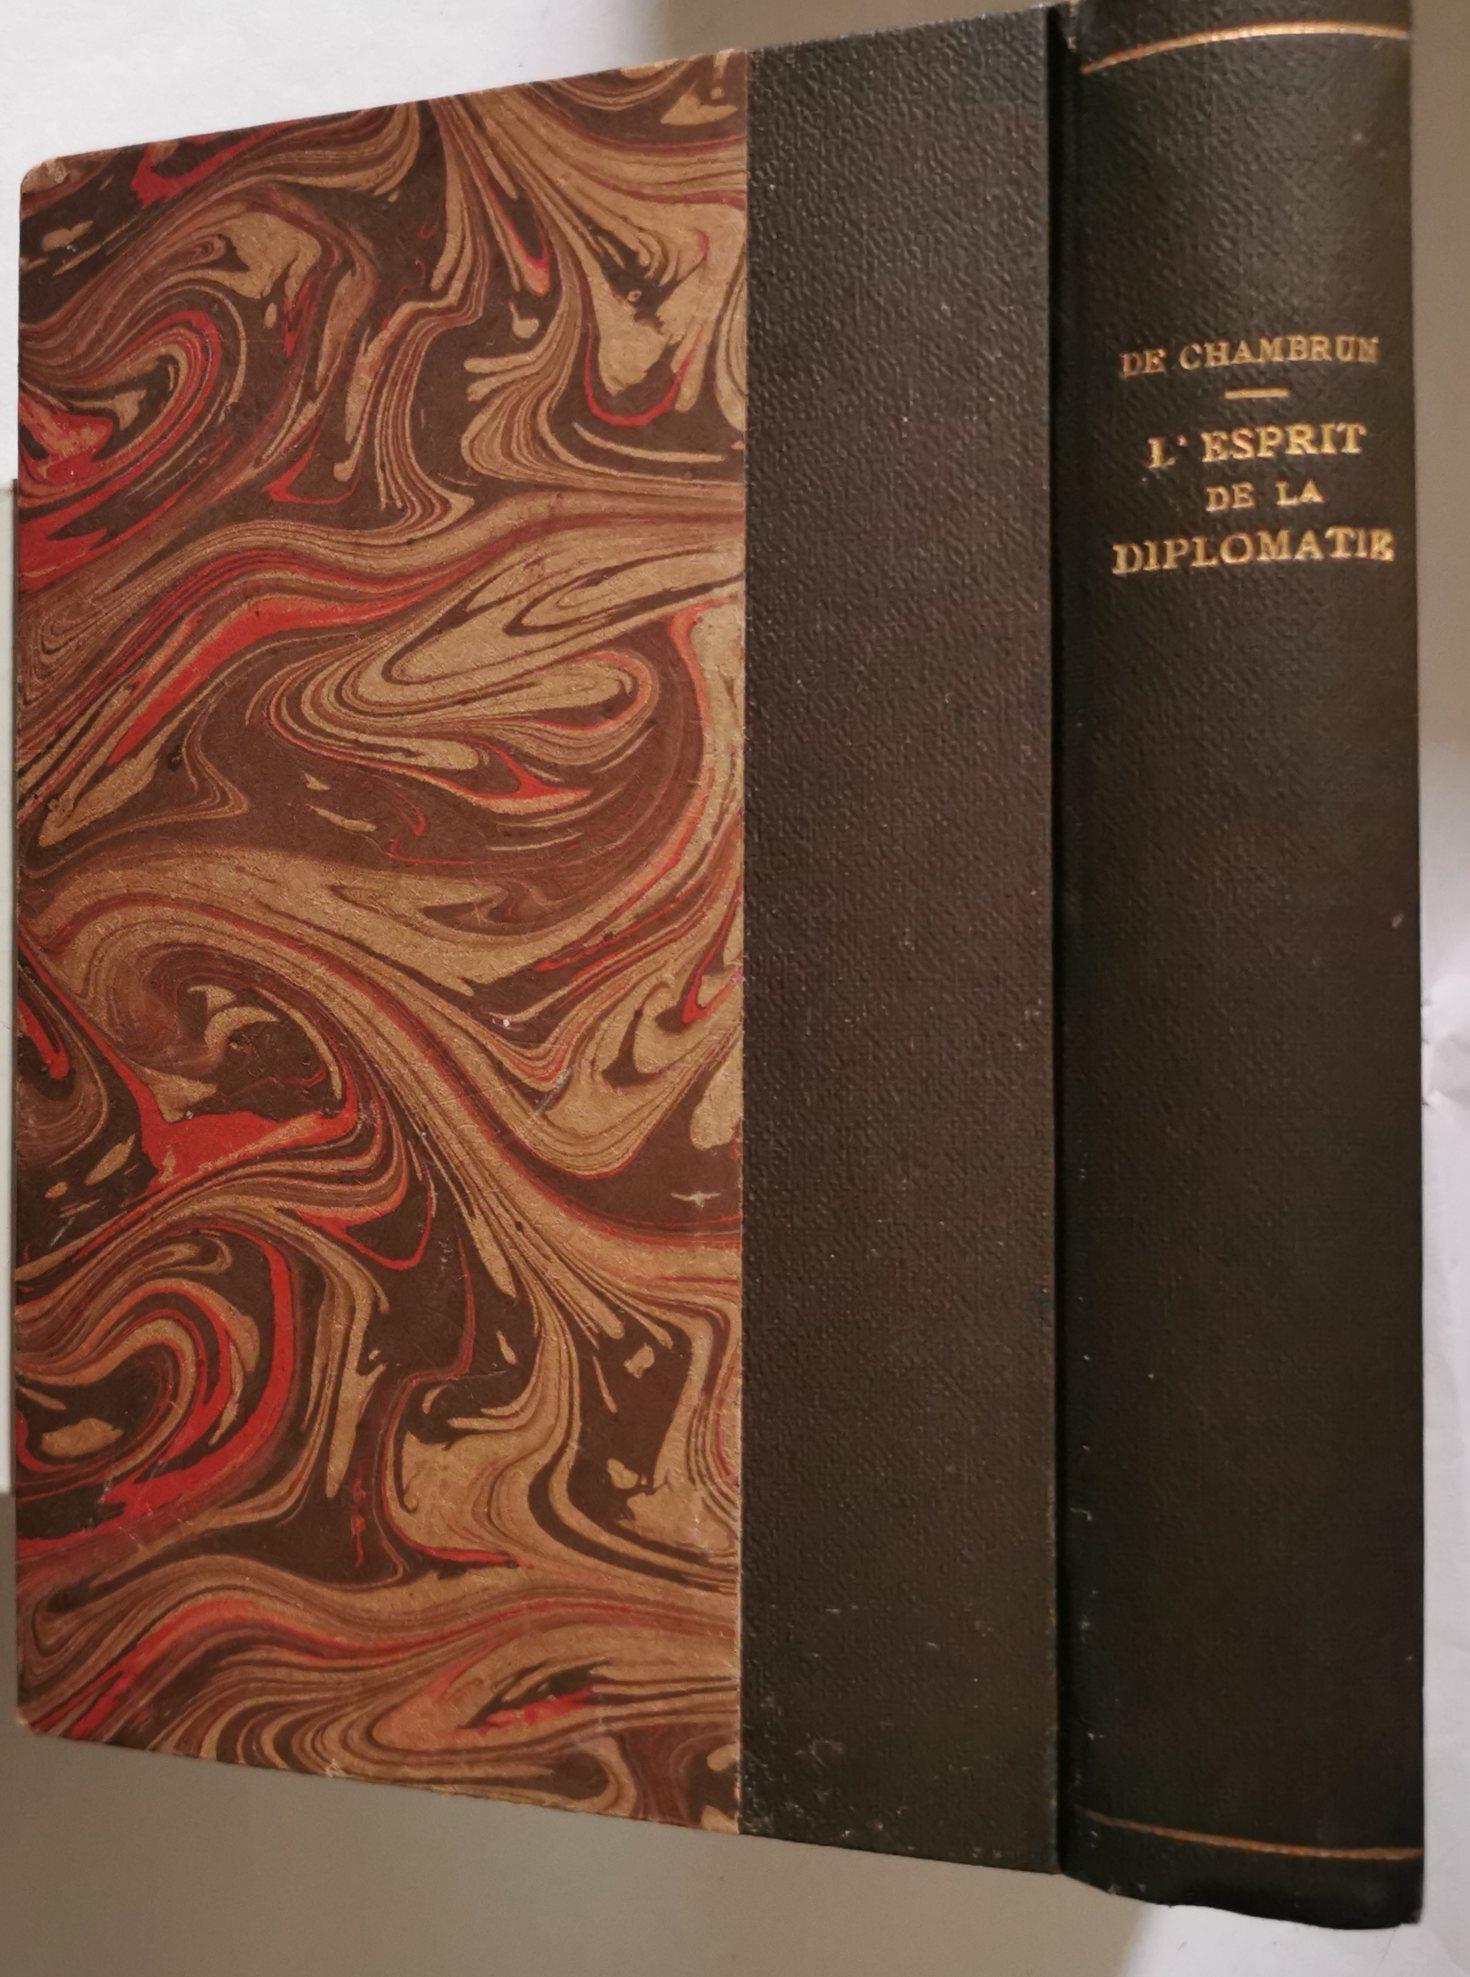 DE CHAMBRUN
L' ESPRIT
DE LA
DIPLOMATIE